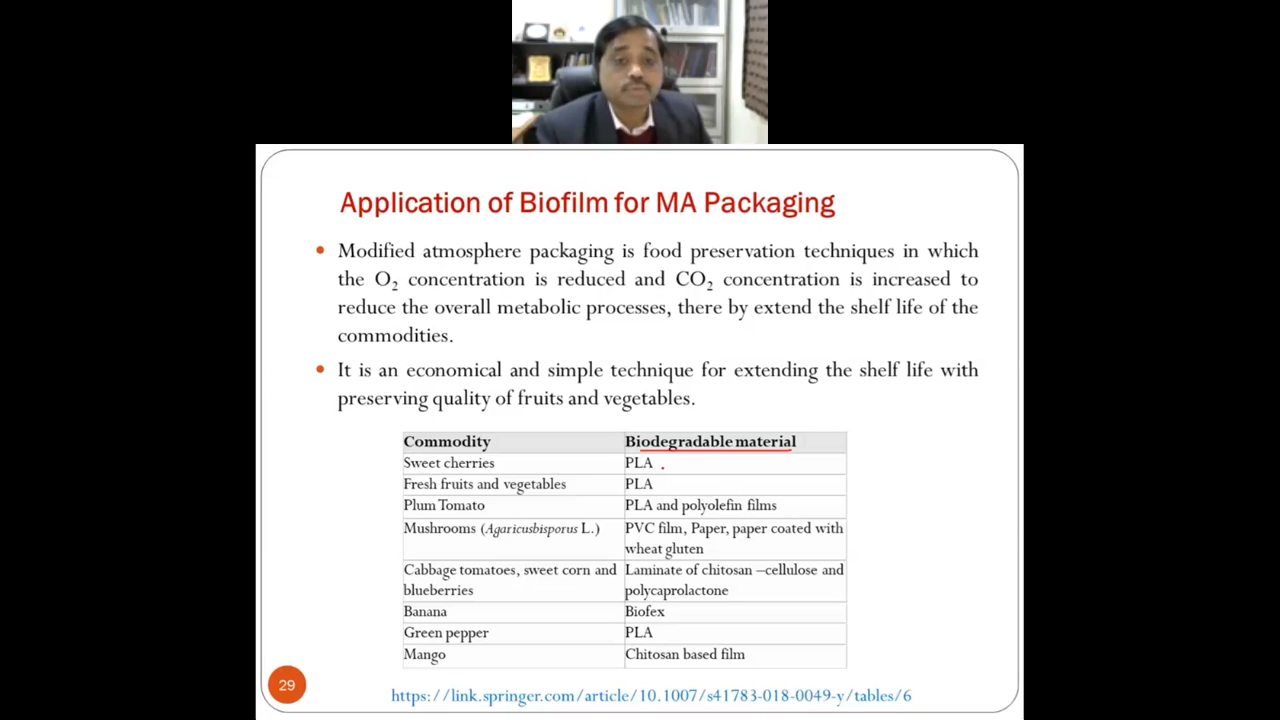 Application of Biofilm for MA Packaging
• Modified atmosphere packaging is food preservation techniques in which
the O₂ concentration is reduced and CO₂ concentration is increased to
reduce the overall metabolic processes, there by extend the shelf life of the
commodities.
• It is an economical and simple technique for extending the shelf life with
preserving quality of fruits and vegetables.
Commodity Biodegradable material
Sweet cherries PLA
Fresh fruits and vegetables PLA
Plum Tomato PLA and polyolefin films
Mushrooms (Agaricusbisporus L.) PVC film, Paper, paper coated with
wheat gluten
Cabbage tomatoes, sweet corn and Laminate of chitosan –cellulose and
blueberries polycaprolactone
Banana Biofex
Green pepper PLA
Mango Chitosan based film
29
https://link.springer.com/article/10.1007/s41783-018-0049-y/tables/6